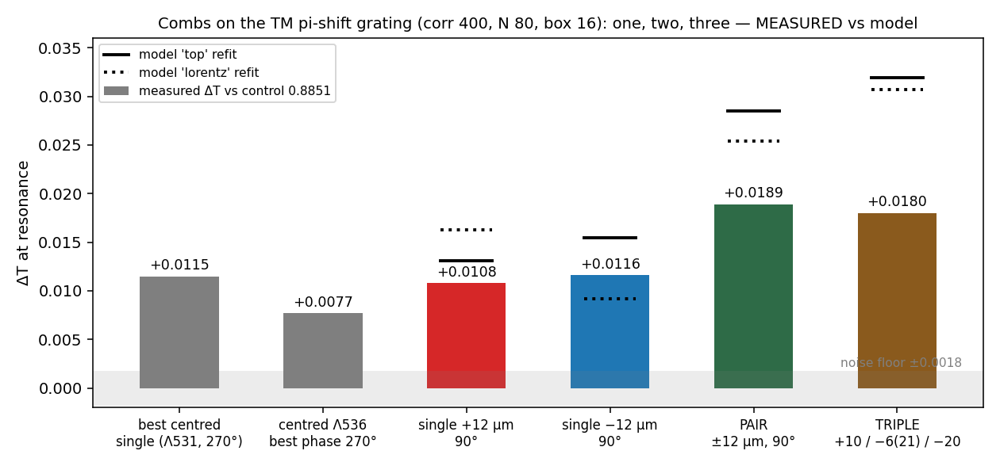 Combs on the TM pi-shift grating (corr 400, N 80, box 16): one, two, three — MEASURED vs model
model 'top' refit
model 'lorentz' refit
measured ΔT vs control 0.8851
ΔT at resonance
0.035
0.030
0.025
0.020
0.015
0.010
0.005
0.000
+0.0115
+0.0077
+0.0108
+0.0116
+0.0189
+0.0180
noise floor ±0.0018
best centred
single (Λ531, 270°)
centred Λ536
best phase 270°
single +12 μm
90°
single −12 μm
90°
PAIR
±12 μm, 90°
TRIPLE
+10 / −6(21) / −20